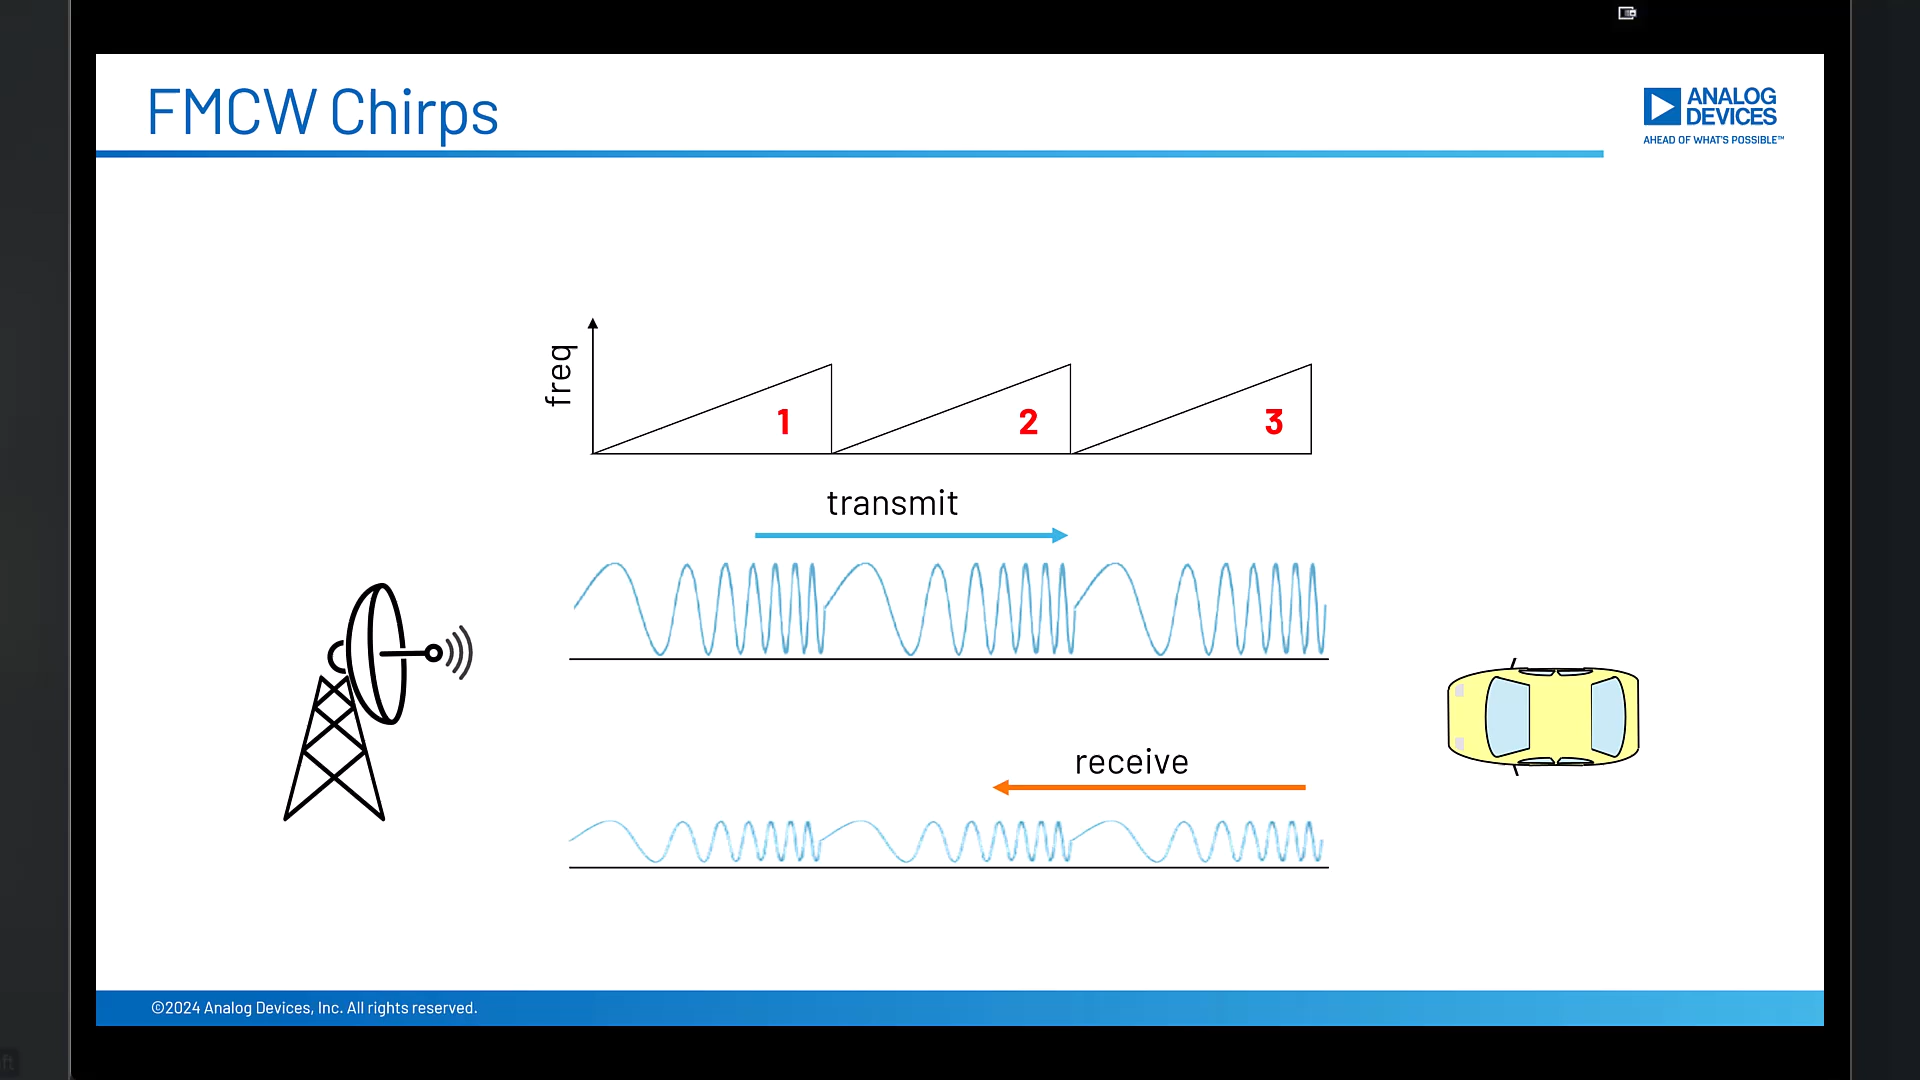 FMCW Chirps
ANALOG
DEVICES
AHEAD OF WHAT'S POSSIBLE™
freq
1
2
3
transmit
receive
©2024 Analog Devices, Inc. All rights reserved.